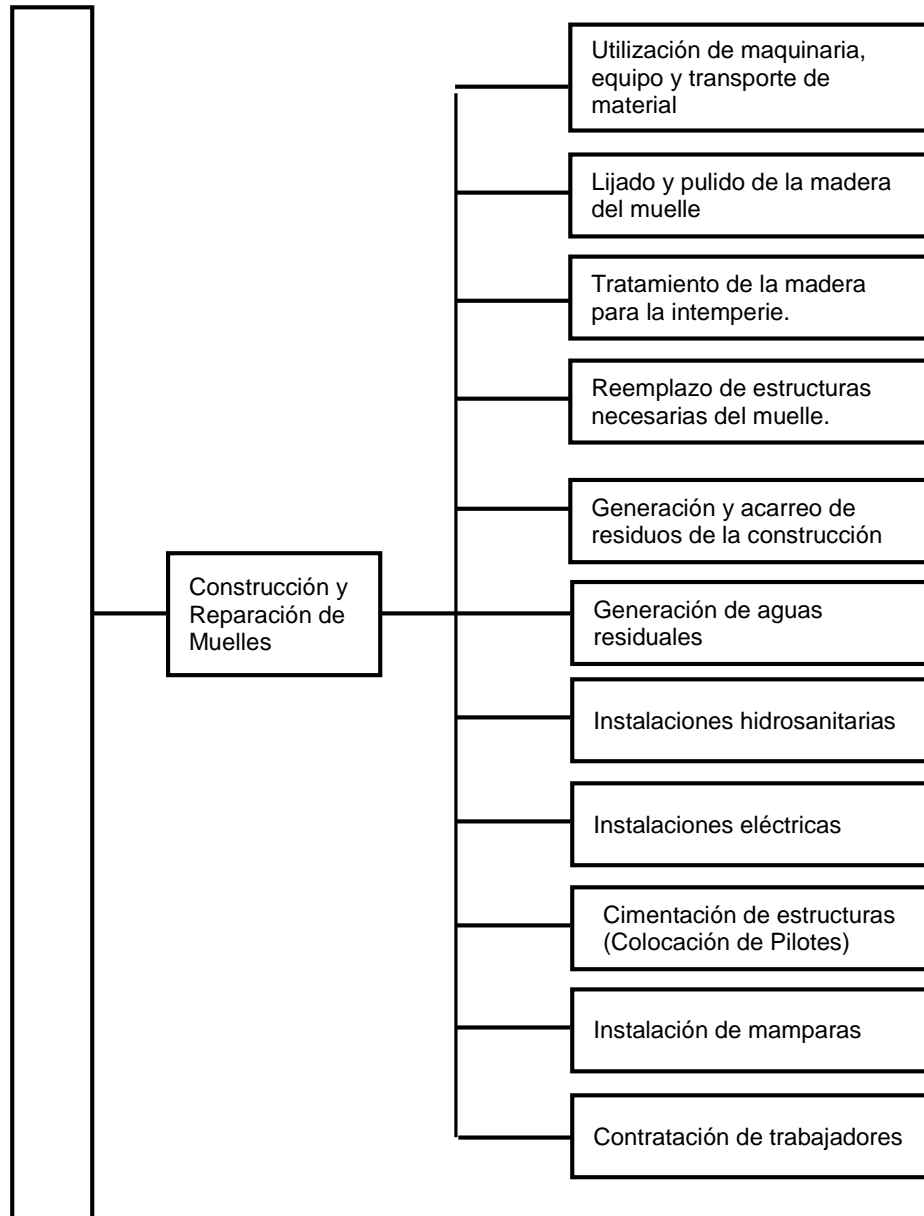 Utilización de maquinaria,
equipo y transporte de
material
Lijado y pulido de la madera
del muelle
Tratamiento de la madera
para la intemperie.
Reemplazo de estructuras
necesarias del muelle.
Generación y acarreo de
residuos de la construcción
Construcción y
Reparación de
Muelles
Generación de aguas
residuales
Instalaciones hidrosanitarias
Instalaciones eléctricas
Cimentación de estructuras
(Colocación de Pilotes)
Instalación de mamparas
Contratación de trabajadores